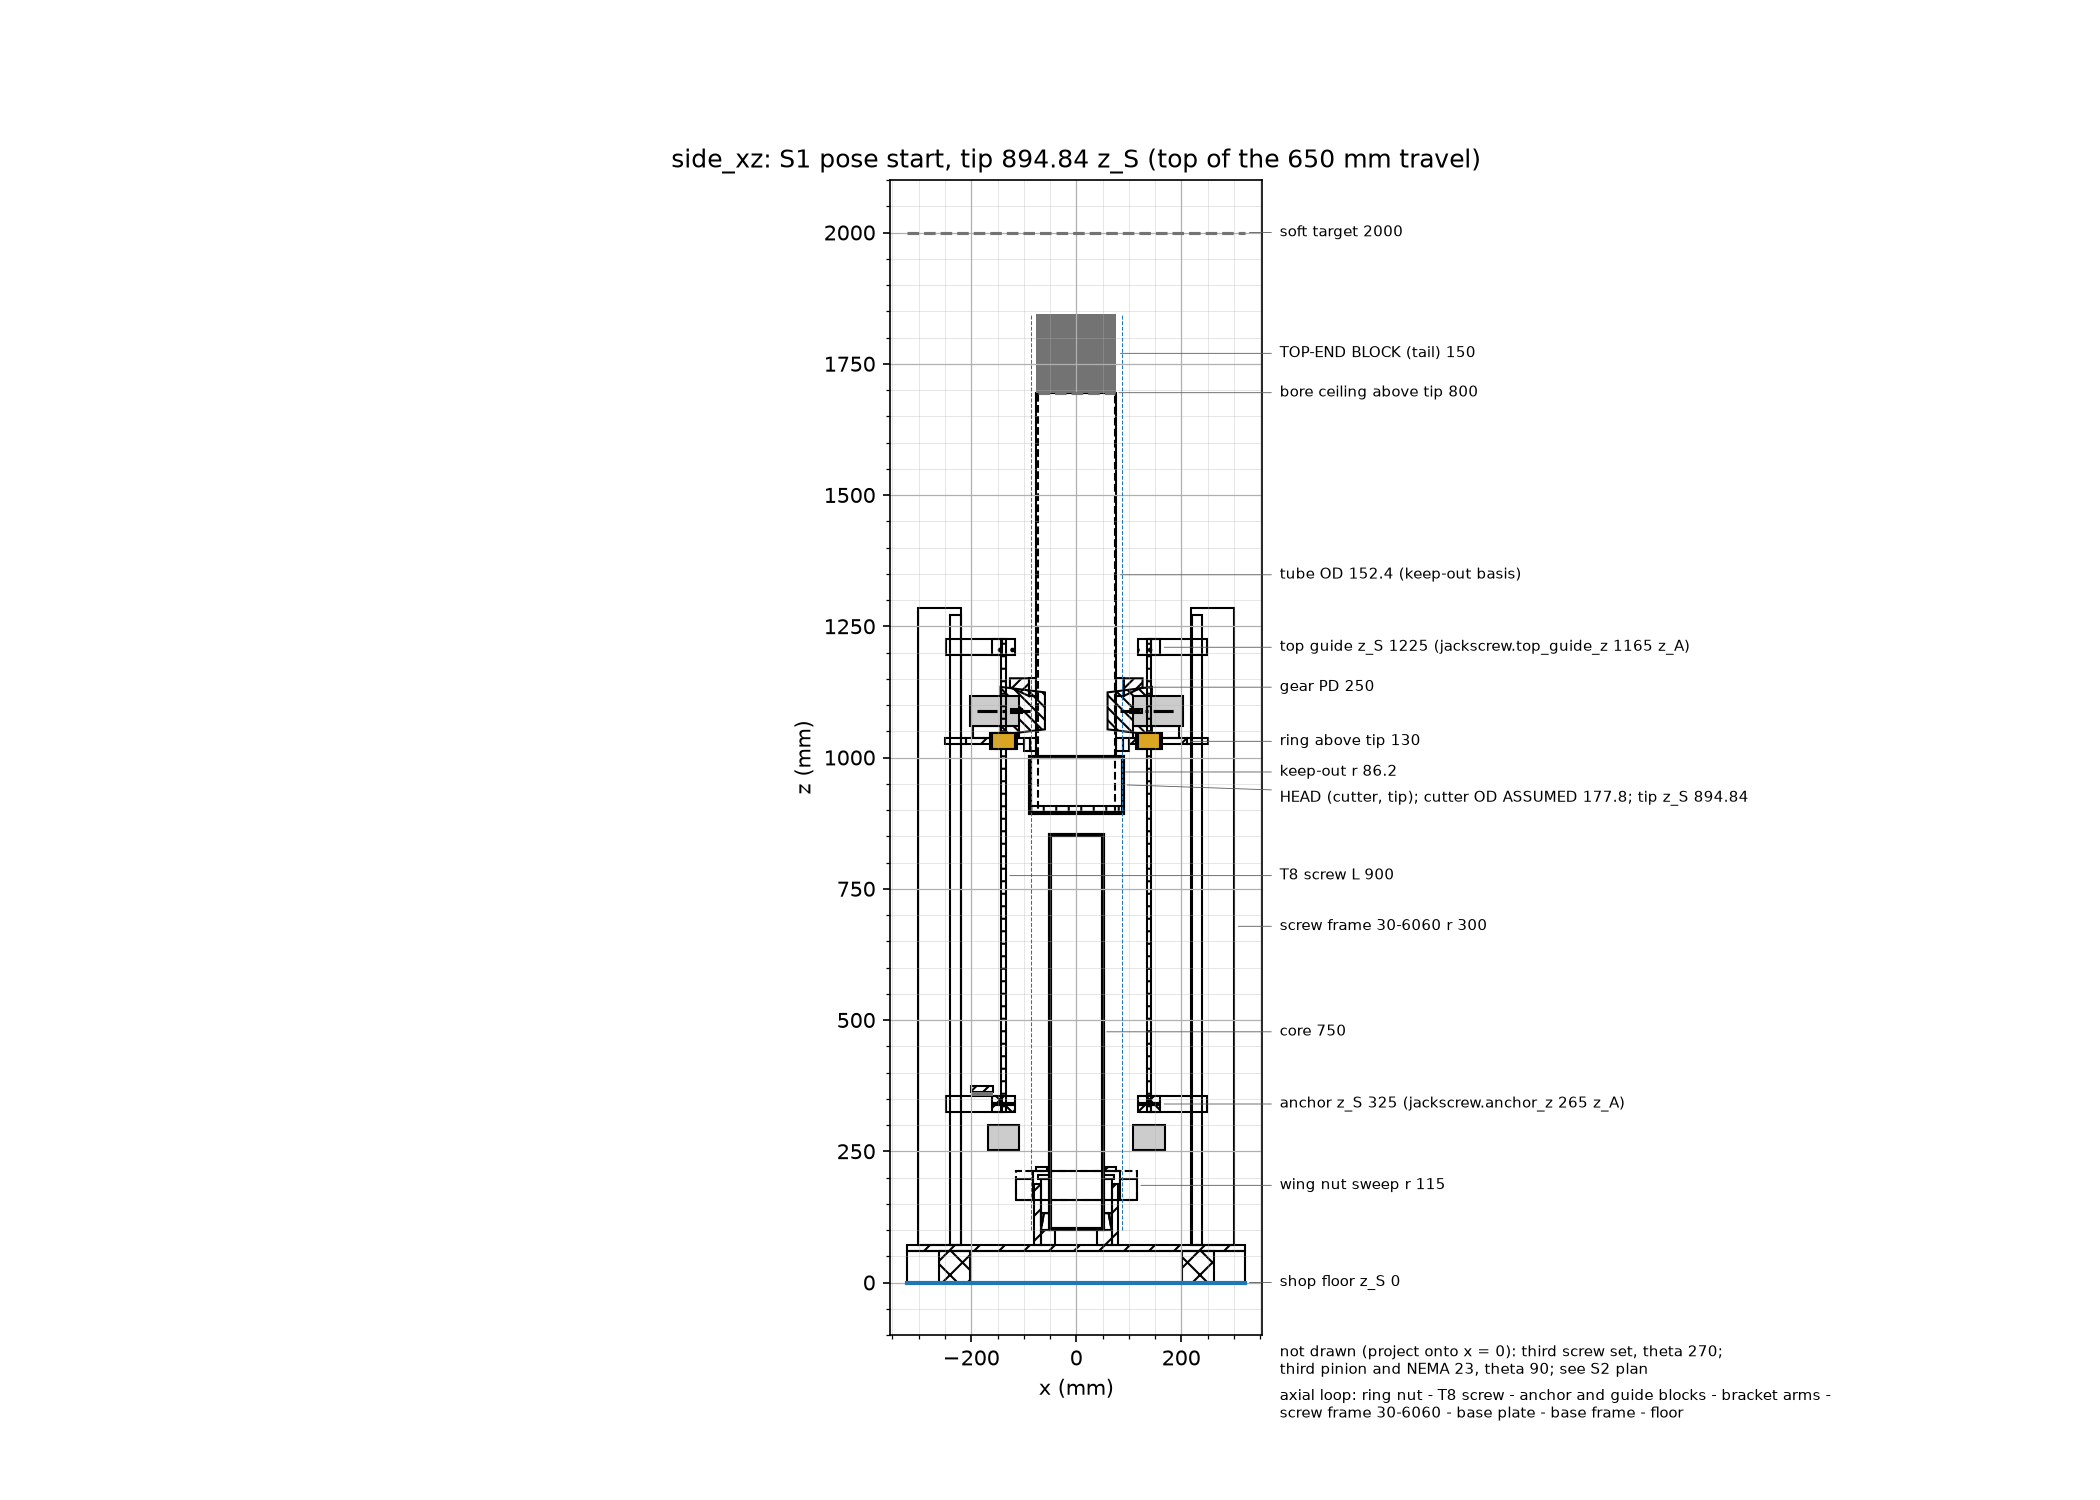 side_xz: S1 pose start, tip 894.84 z_S (top of the 650 mm travel)
2000
1750
1500
1250
1000
750
500
250
0
z (mm)
soft target 2000
TOP-END BLOCK (tail) 150
bore ceiling above tip 800
tube OD 152.4 (keep-out basis)
top guide z_S 1225 (jackscrew.top_guide_z 1165 z_A)
gear PD 250
ring above tip 130
keep-out r 86.2
HEAD (cutter, tip); cutter OD ASSUMED 177.8; tip z_S 894.84
T8 screw L 900
screw frame 30-6060 r 300
core 750
anchor z_S 325 (jackscrew.anchor_z 265 z_A)
wing nut sweep r 115
shop floor z_S 0
−200 0 200
x (mm)
not drawn (project onto x = 0): third screw set, theta 270;
third pinion and NEMA 23, theta 90; see S2 plan
axial loop: ring nut - T8 screw - anchor and guide blocks - bracket arms -
screw frame 30-6060 - base plate - base frame - floor